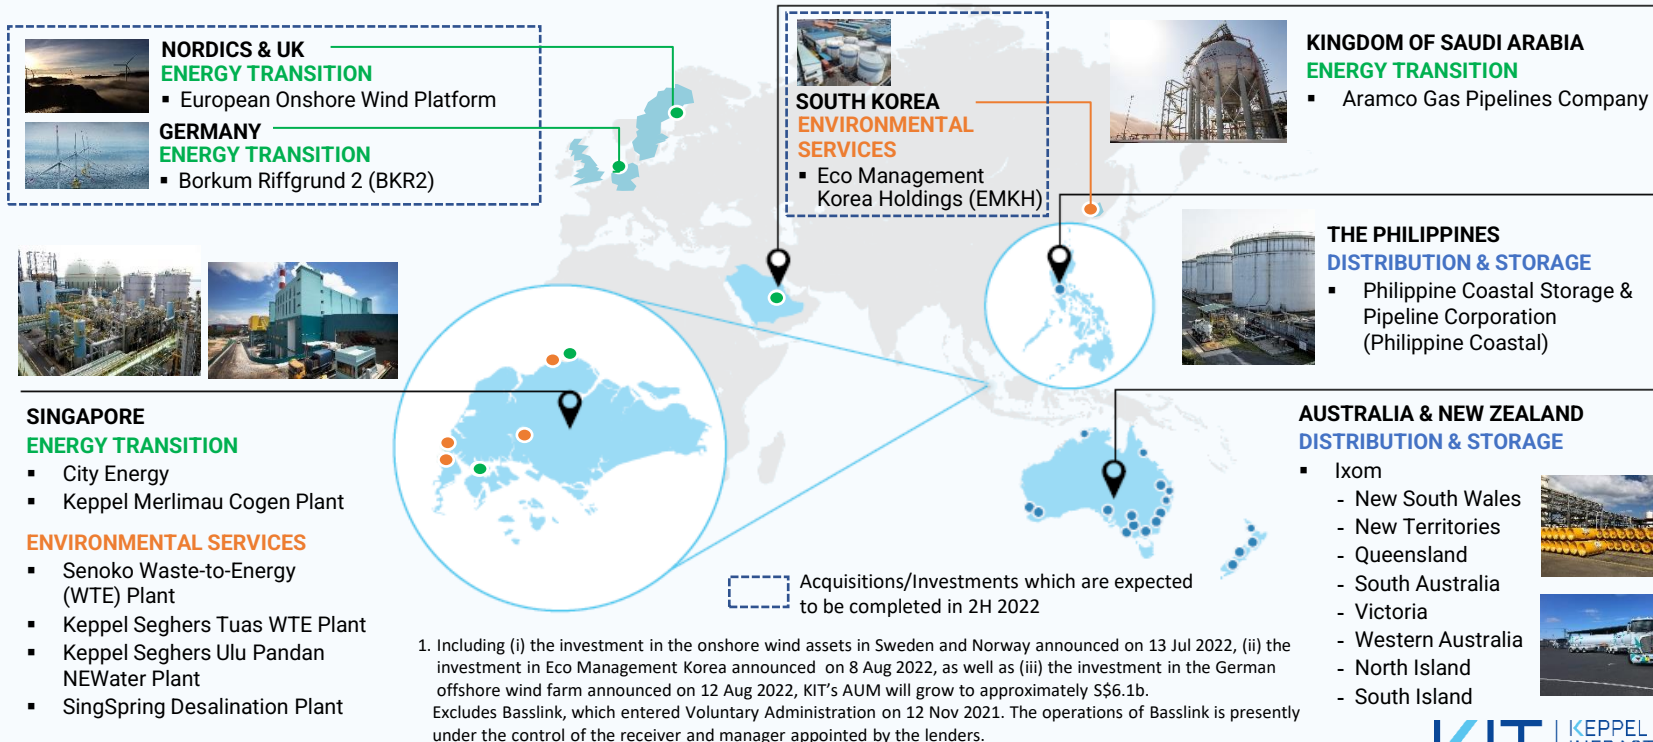 NORDICS & UK
ENERGY TRANSITION
▪ European Onshore Wind Platform
GERMANY
ENERGY TRANSITION
▪ Borkum Riffgrund 2 (BKR2)
SOUTH KOREA
ENVIRONMENTAL
SERVICES
▪ Eco Management
Korea Holdings (EMKH)
KINGDOM OF SAUDI ARABIA
ENERGY TRANSITION
▪ Aramco Gas Pipelines Company
THE PHILIPPINES
DISTRIBUTION & STORAGE
▪ Philippine Coastal Storage &
Pipeline Corporation
(Philippine Coastal)
SINGAPORE
ENERGY TRANSITION
▪ City Energy
▪ Keppel Merlimau Cogen Plant
ENVIRONMENTAL SERVICES
▪ Senoko Waste-to-Energy
(WTE) Plant
▪ Keppel Seghers Tuas WTE Plant
▪ Keppel Seghers Ulu Pandan
NEWater Plant
▪ SingSpring Desalination Plant
AUSTRALIA & NEW ZEALAND
DISTRIBUTION & STORAGE
▪ Ixom
- New South Wales
- New Territories
- Queensland
- South Australia
- Victoria
- Western Australia
- North Island
- South Island
Acquisitions/Investments which are expected
to be completed in 2H 2022
1. Including (i) the investment in the onshore wind assets in Sweden and Norway announced on 13 Jul 2022, (ii) the
investment in Eco Management Korea announced on 8 Aug 2022, as well as (iii) the investment in the German
offshore wind farm announced on 12 Aug 2022, KIT's AUM will grow to approximately S$6.1b.
Excludes Basslink, which entered Voluntary Administration on 12 Nov 2021. The operations of Basslink is presently
under the control of the receiver and manager appointed by the lenders.
KIT | KEPPEL